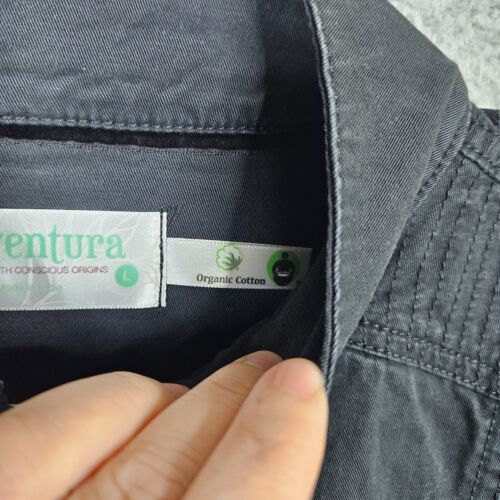 ventura
TH CONSCIOUS ORIGINS
L
Organic Cotton